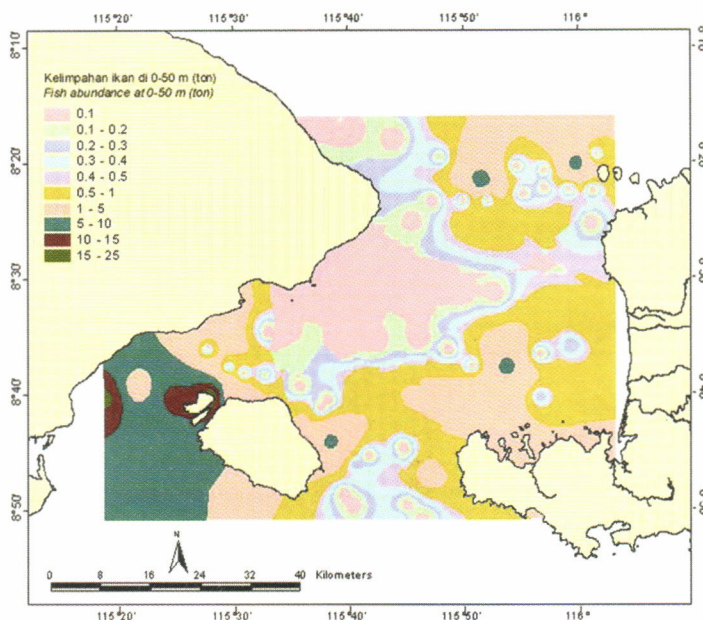 115°20' 115°30' 115°40' 115°50' 116°
8°10'
8°20'
8°30'
8°40'
8°50'
Kelimpahan ikan di 0-50 m (ton)
Fish abundance at 0-50 m (ton)
0.1
0.1 - 0.2
0.2 - 0.3
0.3 - 0.4
0.4 - 0.5
0.5 - 1
1 - 5
5 - 10
10 - 15
15 - 25
N
0 8 16 24 32 40 Kilometers
115°20' 115°30' 115°40' 115°50' 116°